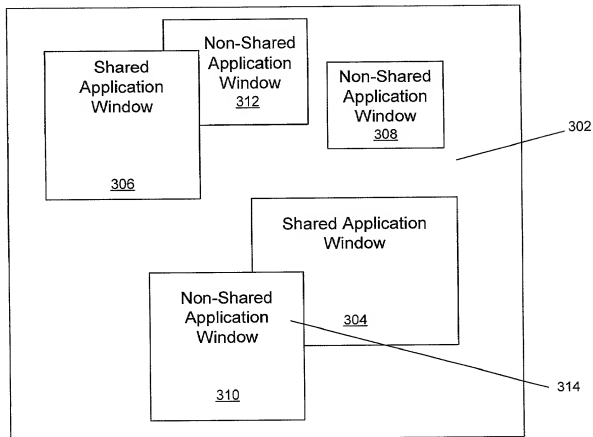 Non-Shared
Application
Window
312
Shared
Application
Window
306
Non-Shared
Application
Window
308
302
Shared Application
Window
304
Non-Shared
Application
Window
310
314